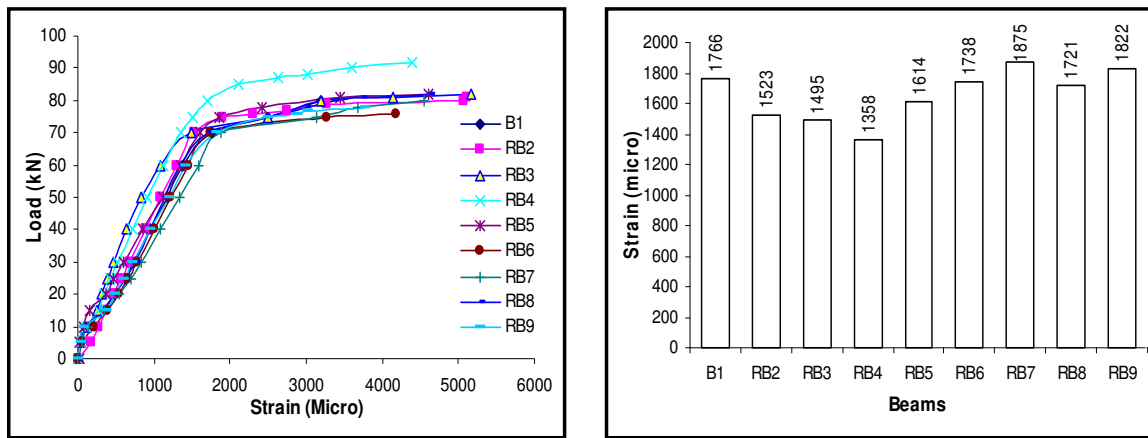 100
90
80
70
60
50
40
30
20
10
0
Load (kN)
0 1000 2000 3000 4000 5000 6000
Strain (Micro)
B1
RB2
RB3
RB4
RB5
RB6
RB7
RB8
RB9
2000
1800
1600
1400
1200
1000
800
600
400
200
0
Strain (micro)
1766 1523 1495 1358 1614 1738 1875 1721 1822
B1 RB2 RB3 RB4 RB5 RB6 RB7 RB8 RB9
Beams